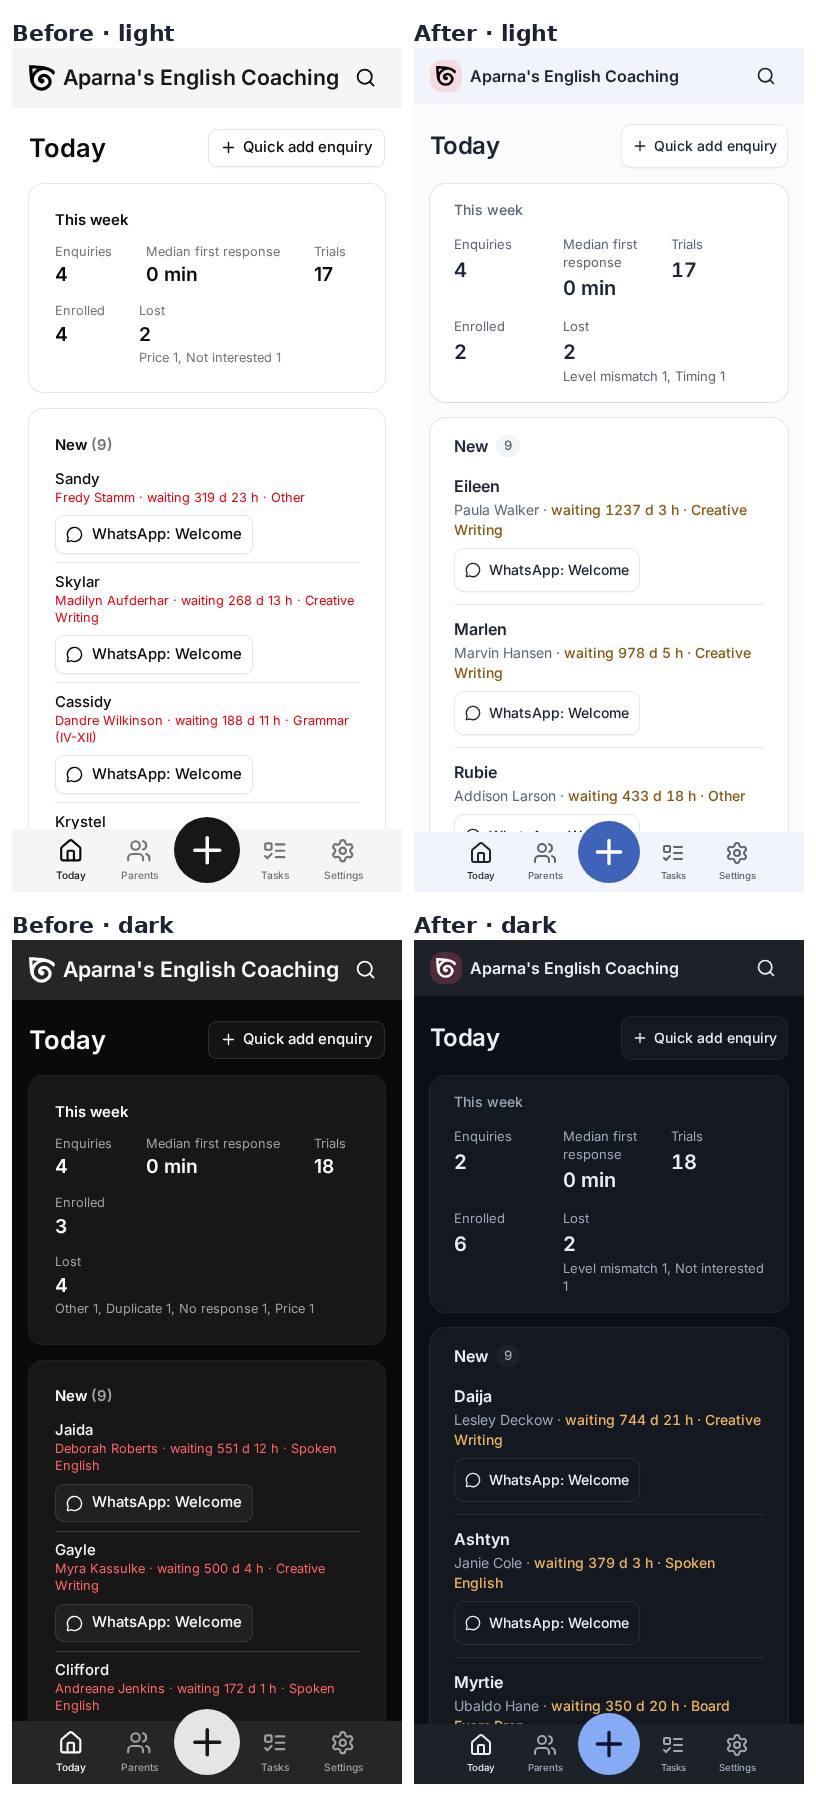 Before · light
Aparna's English Coaching
Today
Quick add enquiry
This week
Enquiries
4
Median first response
0 min
Trials
17
Enrolled
4
Lost
2
Price 1, Not interested 1
New (9)
Sandy
Fredy Stamm · waiting 319 d 23 h · Other
WhatsApp: Welcome
Skylar
Madilyn Aufderhar · waiting 268 d 13 h · Creative
Writing
WhatsApp: Welcome
Cassidy
Dandre Wilkinson · waiting 188 d 11 h · Grammar
(IV-XII)
WhatsApp: Welcome
Krystel
Today
Parents
Tasks
Settings
After · light
Aparna's English Coaching
Today
Quick add enquiry
This week
Enquiries
4
Median first
response
0 min
Trials
17
Enrolled
2
Lost
2
Level mismatch 1, Timing 1
New 9
Eileen
Paula Walker · waiting 1237 d 3 h · Creative
Writing
WhatsApp: Welcome
Marlen
Marvin Hansen · waiting 978 d 5 h · Creative
Writing
WhatsApp: Welcome
Rubie
Addison Larson · waiting 433 d 18 h · Other
Today
Parents
Tasks
Settings
Before · dark
Aparna's English Coaching
Today
Quick add enquiry
This week
Enquiries
4
Median first response
0 min
Trials
18
Enrolled
3
Lost
4
Other 1, Duplicate 1, No response 1, Price 1
New (9)
Jaida
Deborah Roberts · waiting 551 d 12 h · Spoken
English
WhatsApp: Welcome
Gayle
Myra Kassulke · waiting 500 d 4 h · Creative
Writing
WhatsApp: Welcome
Clifford
Andreane Jenkins · waiting 172 d 1 h · Spoken
English
Today
Parents
Tasks
Settings
After · dark
Aparna's English Coaching
Today
Quick add enquiry
This week
Enquiries
2
Median first
response
0 min
Trials
18
Enrolled
6
Lost
2
Level mismatch 1, Not interested
1
New 9
Daija
Lesley Deckow · waiting 744 d 21 h · Creative
Writing
WhatsApp: Welcome
Ashtyn
Janie Cole · waiting 379 d 3 h · Spoken
English
WhatsApp: Welcome
Myrtie
Ubaldo Hane · waiting 350 d 20 h · Board
Today
Parents
Tasks
Settings